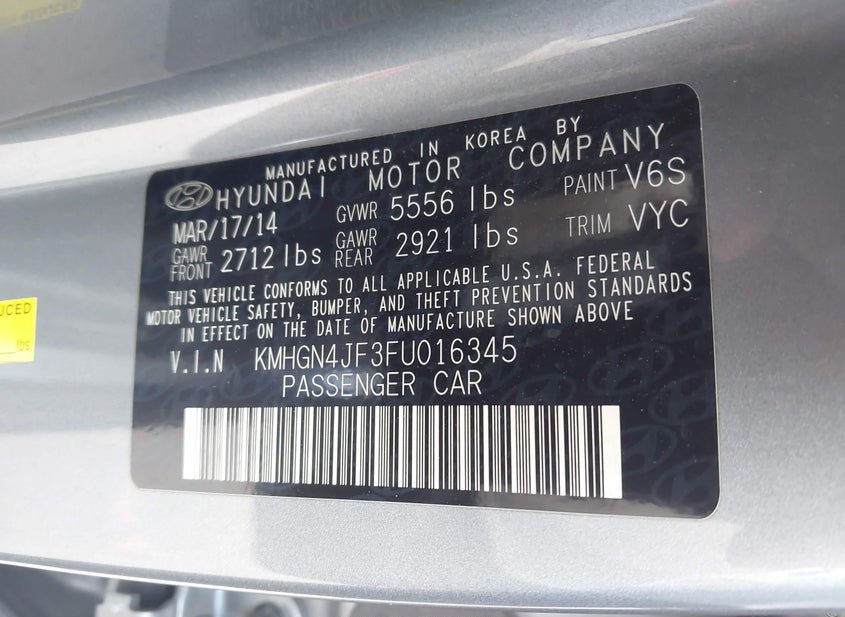 MANUFACTURED IN KOREA BY
HYUNDAI MOTOR COMPANY
MAR/17/14 GVWR 5556 lbs PAINT V6S
GAWR FRONT 2712 lbs GAWR REAR 2921 lbs TRIM VYC
THIS VEHICLE CONFORMS TO ALL APPLICABLE U.S.A. FEDERAL
MOTOR VEHICLE SAFETY, BUMPER, AND THEFT PREVENTION STANDARDS
IN EFFECT ON THE DATE OF MANUFACTURE SHOWN ABOVE
V.I.N KMHGN4JF3FU016345
PASSENGER CAR
UCED
lbs